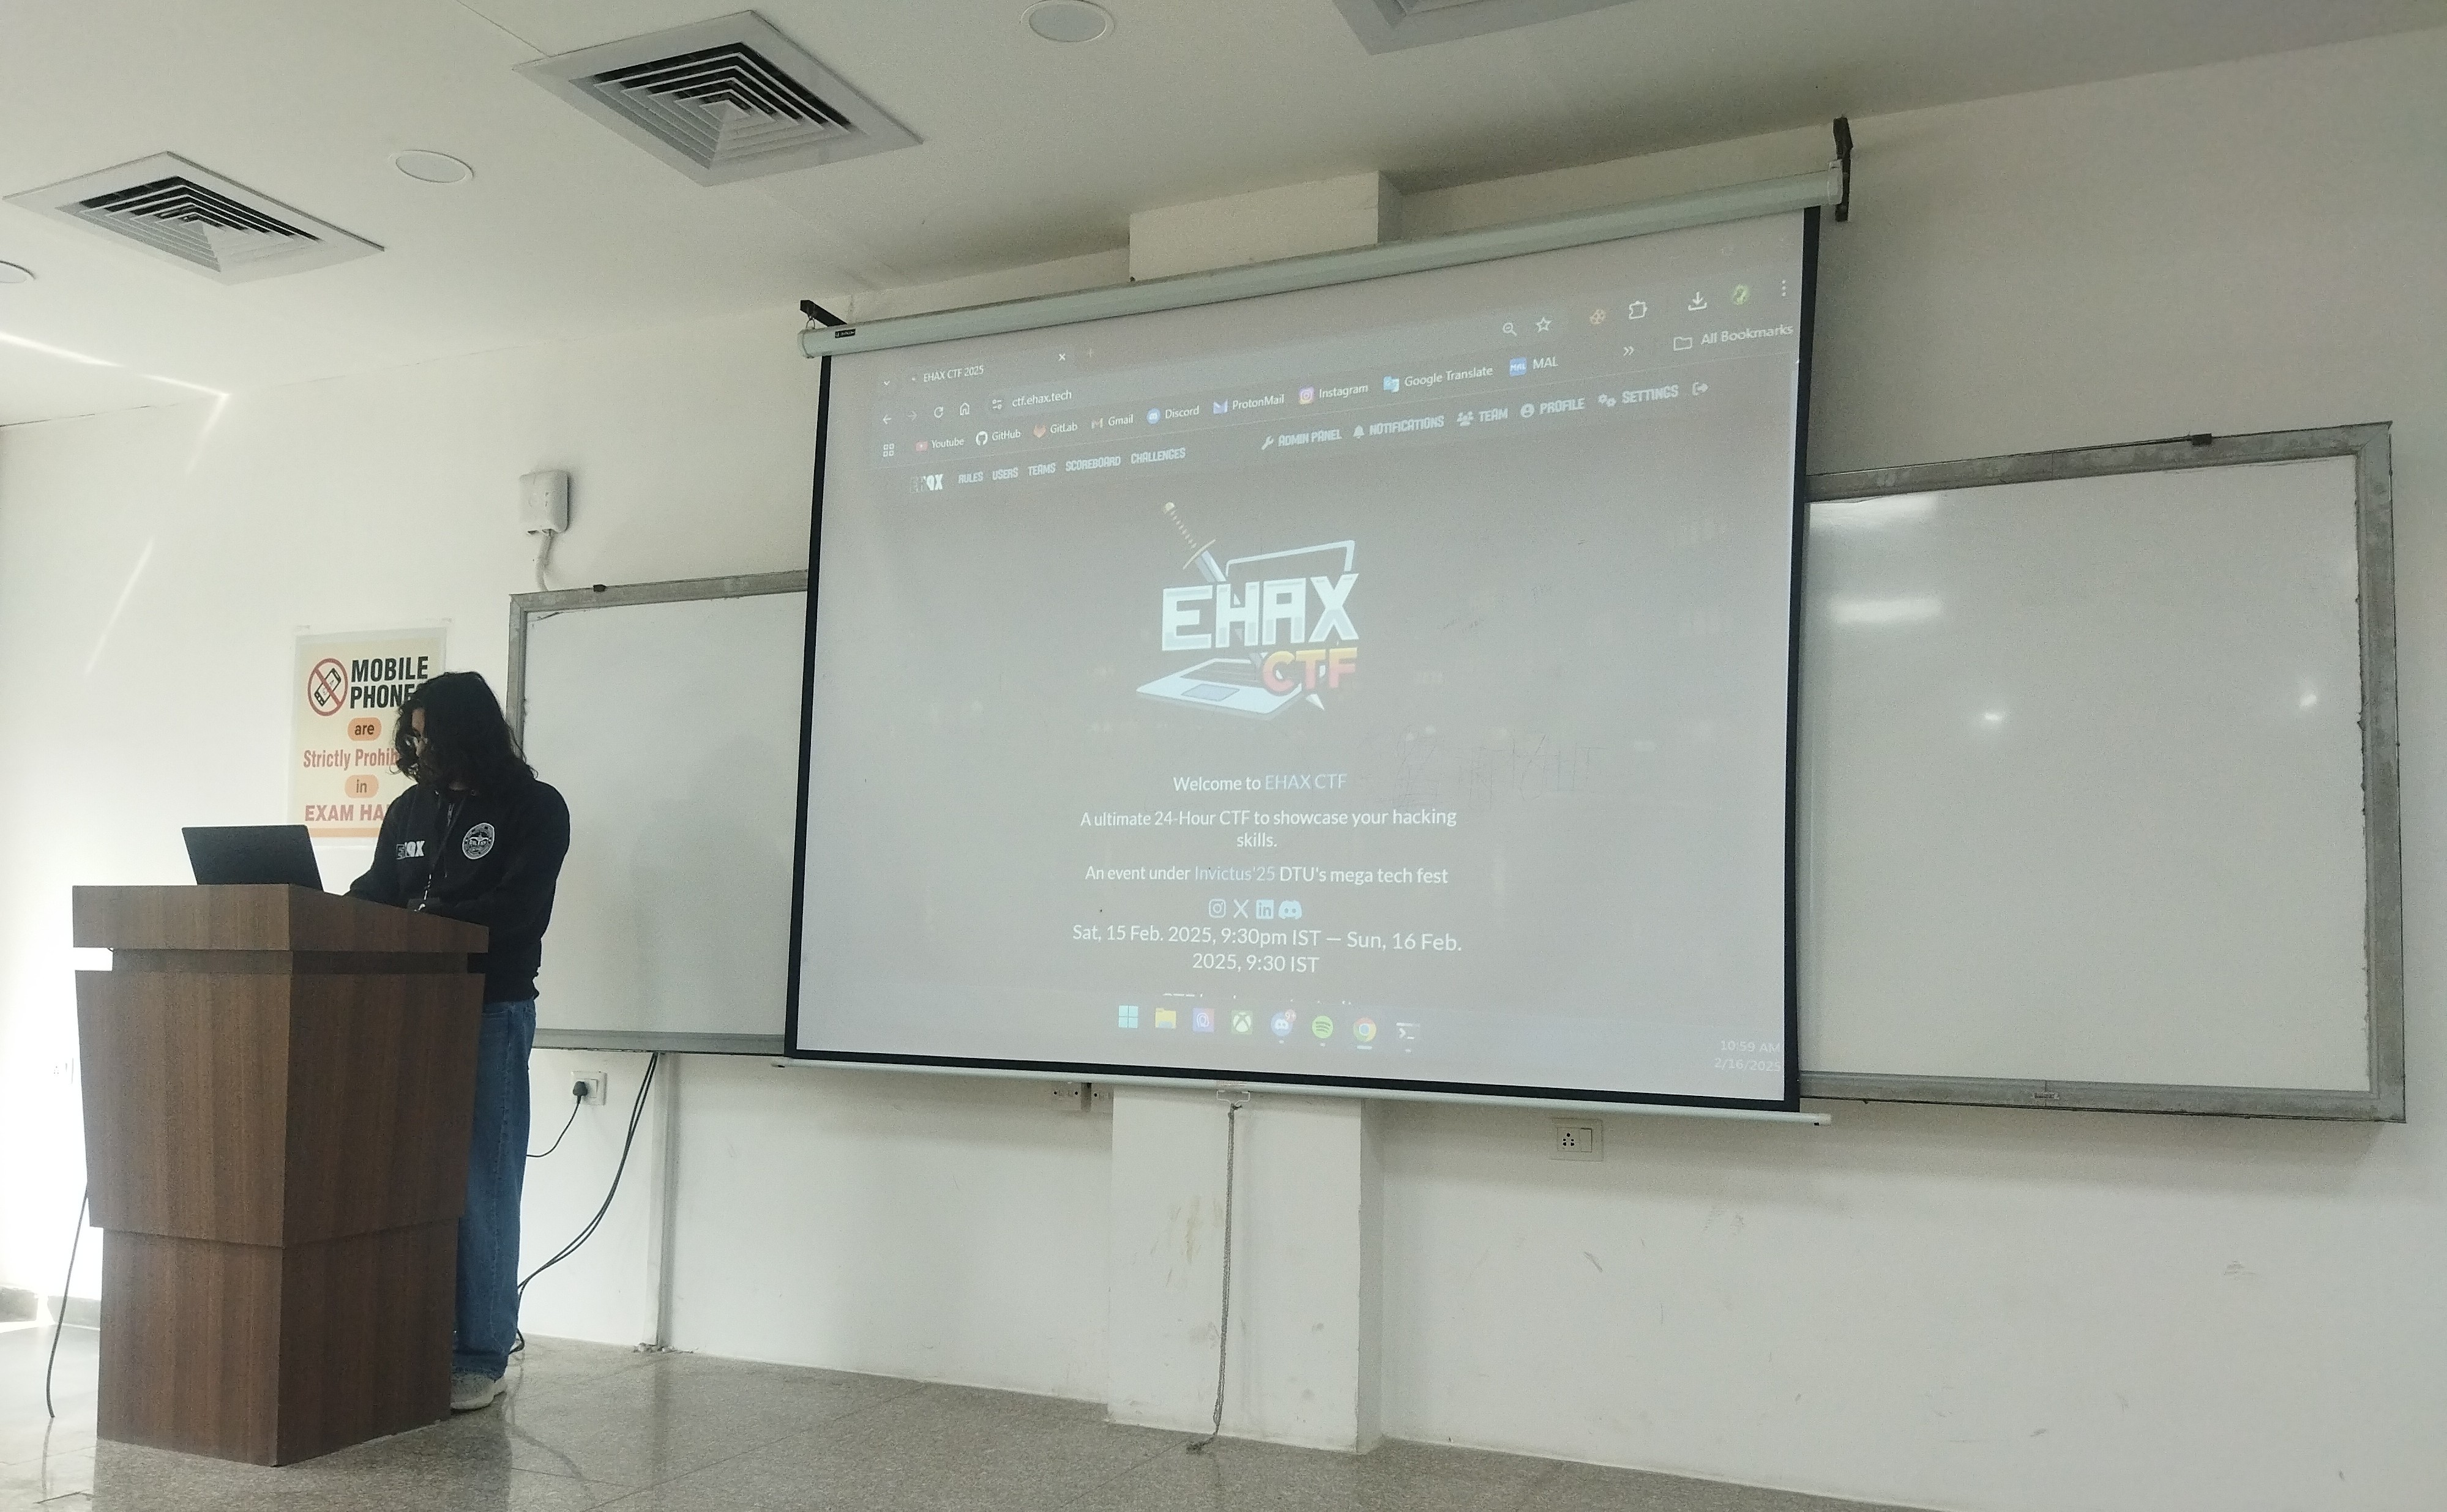 EHAX CTF 2025
ctf.ehax.tech
All Bookmarks
Youtube GitHub GitLab Gmail Discord ProtonMail Instagram Google Translate MAL MAL
EHAX RULES USERS TEAMS SCOREBOARD CHALLENGES ADMIN PANEL NOTIFICATIONS TEAM PROFILE SETTINGS
EHAX
CTF
Welcome to EHAX CTF
A ultimate 24-Hour CTF to showcase your hacking
skills.
An event under Invictus'25 DTU's mega tech fest
Sat, 15 Feb. 2025, 9:30pm IST — Sun, 16 Feb.
2025, 9:30 IST
10:59 AM
2/16/2025
MOBILE
PHONE
are
Strictly Prohib
in
EXAM HA
EHAX